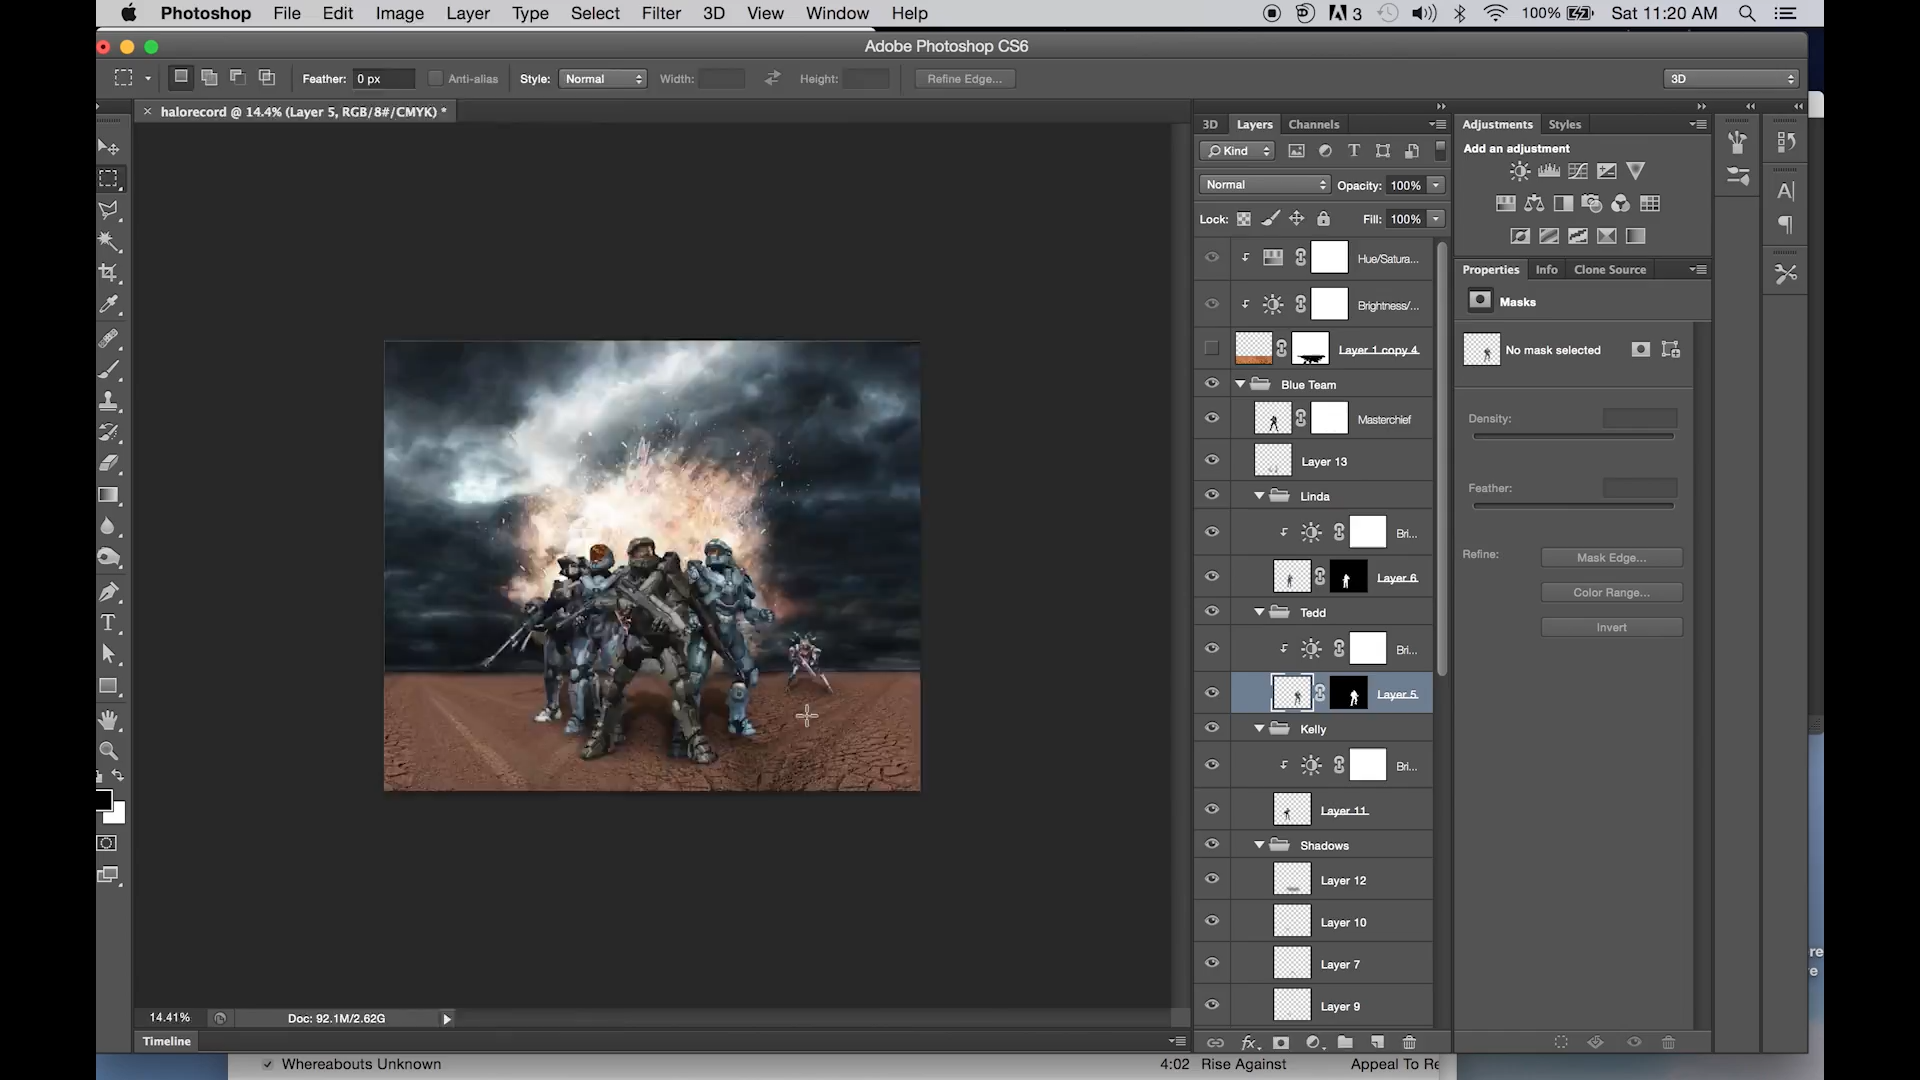 Photoshop File Edit Image Layer Type Select Filter 3D View Window Help 3 100% Sat 11:20 AM
Adobe Photoshop CS6
Feather: 0 px Anti-alias Style: Normal Width: Height: Refine Edge... 3D
halorecord @ 14.4% (Layer 5, RGB/8#/CMYK) *
3D Layers Channels
Kind
Normal Opacity: 100%
Lock: Fill: 100%
Hue/Satura...
Brightness/...
Layer 1 copy 4
Blue Team
Masterchief
Layer 13
Linda
Bri...
Layer 6
Tedd
Bri...
Layer 5
Kelly
Bri...
Layer 11
Shadows
Layer 12
Layer 10
Layer 7
Layer 9
fx
Adjustments Styles
Add an adjustment
Properties Info Clone Source
Masks
No mask selected
Density:
Feather:
Refine: Mask Edge...
Color Range...
Invert
14.41% Doc: 92.1M/2.62G
Timeline
Whereabouts Unknown 4:02 Rise Against Appeal To Re
re
re